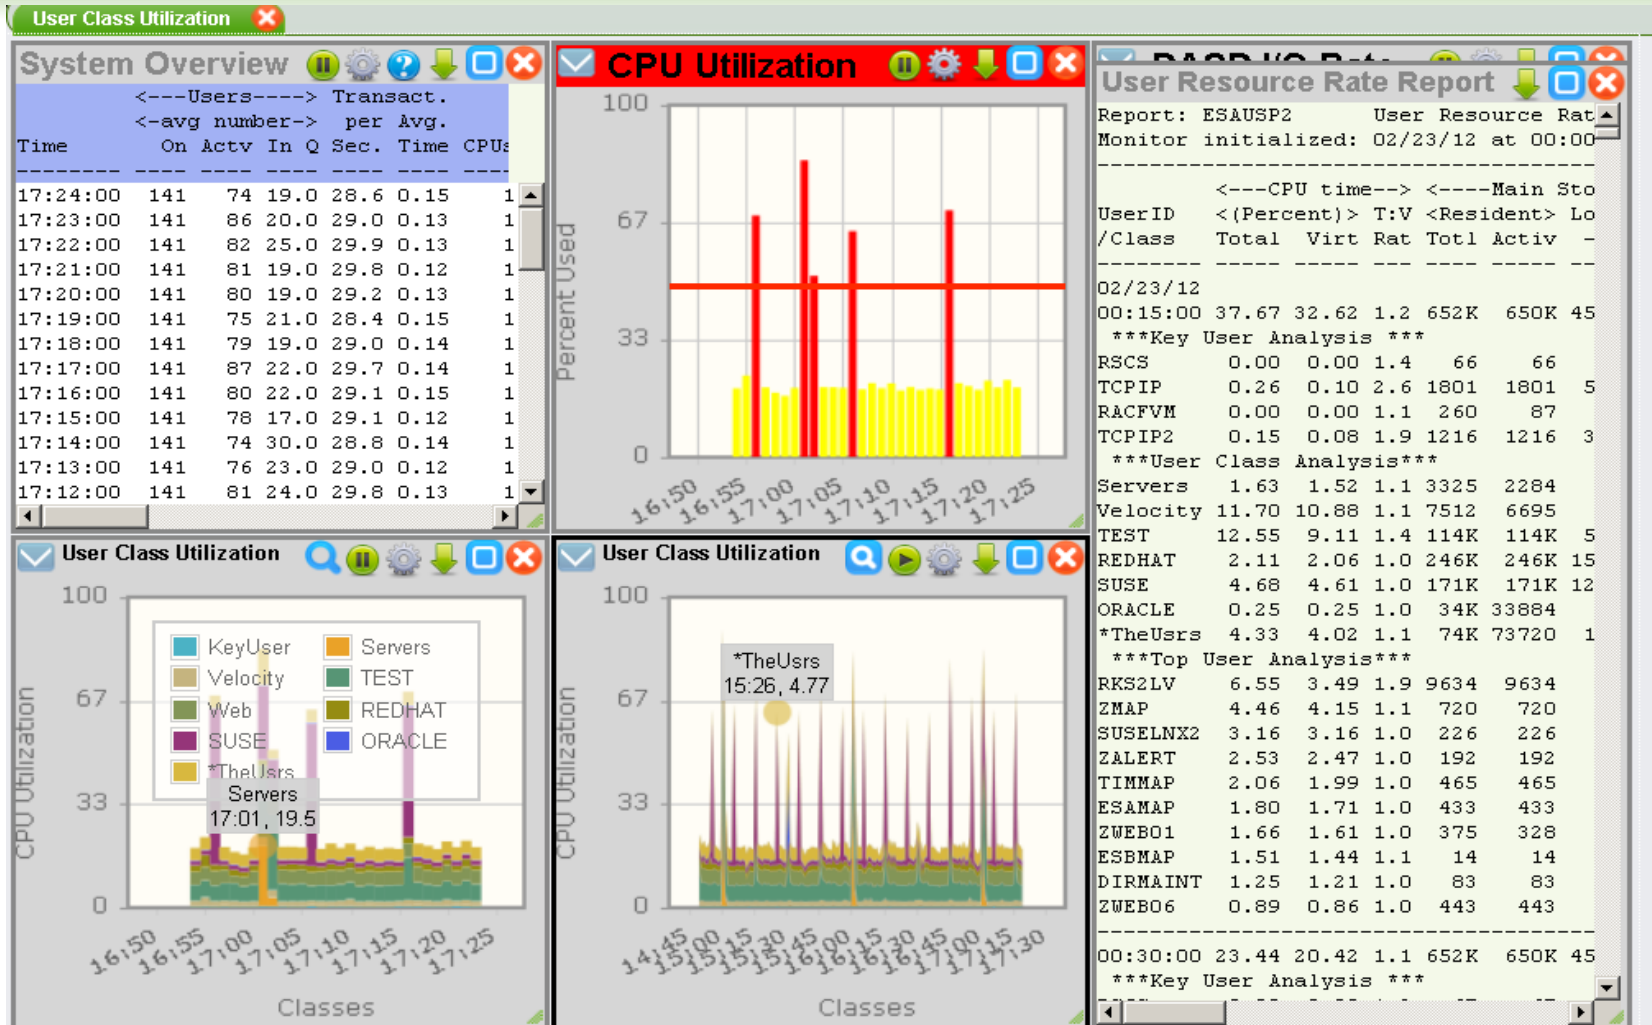 User Class Utilization
System Overview
<---Users----> Transact.
<-avg number-> per Avg.
Time On Actv In Q Sec. Time CPUs
-------- ---- ---- ---- ---- ---- ----
17:24:00 141 74 19.0 28.6 0.15 1
17:23:00 141 86 20.0 29.0 0.13 1
17:22:00 141 82 25.0 29.9 0.13 1
17:21:00 141 81 19.0 29.8 0.12 1
17:20:00 141 80 19.0 29.2 0.13 1
17:19:00 141 75 21.0 28.4 0.15 1
17:18:00 141 79 19.0 29.0 0.14 1
17:17:00 141 87 22.0 29.7 0.14 1
17:16:00 141 80 22.0 29.1 0.15 1
17:15:00 141 78 17.0 29.1 0.12 1
17:14:00 141 74 30.0 28.8 0.14 1
17:13:00 141 76 23.0 29.0 0.12 1
17:12:00 141 81 24.0 29.8 0.13 1
CPU Utilization
100
67
33
0
Percent Used
16:50 16:55 17:00 17:05 17:10 17:15 17:20 17:25
User Class Utilization
100
67
33
0
CPU Utilization
KeyUser Servers
Velocity TEST
Web REDHAT
SUSE ORACLE
*TheUsrs
Servers
17:01, 19.5
16:50 16:55 17:00 17:05 17:10 17:15 17:20 17:25
Classes
User Class Utilization
100
67
33
0
CPU Utilization
*TheUsrs
15:26, 4.77
14:45 15:00 15:15 15:30 15:45 16:00 16:15 16:30 16:45 17:00 17:15 17:30
Classes
User Resource Rate Report
Report: ESAUSP2 User Resource Rat
Monitor initialized: 02/23/12 at 00:00
--------------------------------------
<---CPU time--> <----Main Sto
UserID <(Percent)> T:V <Resident> Lo
/Class Total Virt Rat Totl Activ -
-------- ----- ----- --- ---- ----- --
02/23/12
00:15:00 37.67 32.62 1.2 652K 650K 45
***Key User Analysis ***
RSCS 0.00 0.00 1.4 66 66
TCPIP 0.26 0.10 2.6 1801 1801 5
RACFVM 0.00 0.00 1.1 260 87
TCPIP2 0.15 0.08 1.9 1216 1216 3
***User Class Analysis***
Servers 1.63 1.52 1.1 3325 2284
Velocity 11.70 10.88 1.1 7512 6695
TEST 12.55 9.11 1.4 114K 114K 5
REDHAT 2.11 2.06 1.0 246K 246K 15
SUSE 4.68 4.61 1.0 171K 171K 12
ORACLE 0.25 0.25 1.0 34K 33884
*TheUsrs 4.33 4.02 1.1 74K 73720 1
***Top User Analysis***
RKS2LV 6.55 3.49 1.9 9634 9634
ZMAP 4.46 4.15 1.1 720 720
SUSELNX2 3.16 3.16 1.0 226 226
ZALERT 2.53 2.47 1.0 192 192
TIMMAP 2.06 1.99 1.0 465 465
ESAMAP 1.80 1.71 1.0 433 433
ZWEB01 1.66 1.61 1.0 375 328
ESBMAP 1.51 1.44 1.1 14 14
DIRMAINT 1.25 1.21 1.0 83 83
ZWEB06 0.89 0.86 1.0 443 443
--------------------------------------
00:30:00 23.44 20.42 1.1 652K 650K 45
***Key User Analysis ***